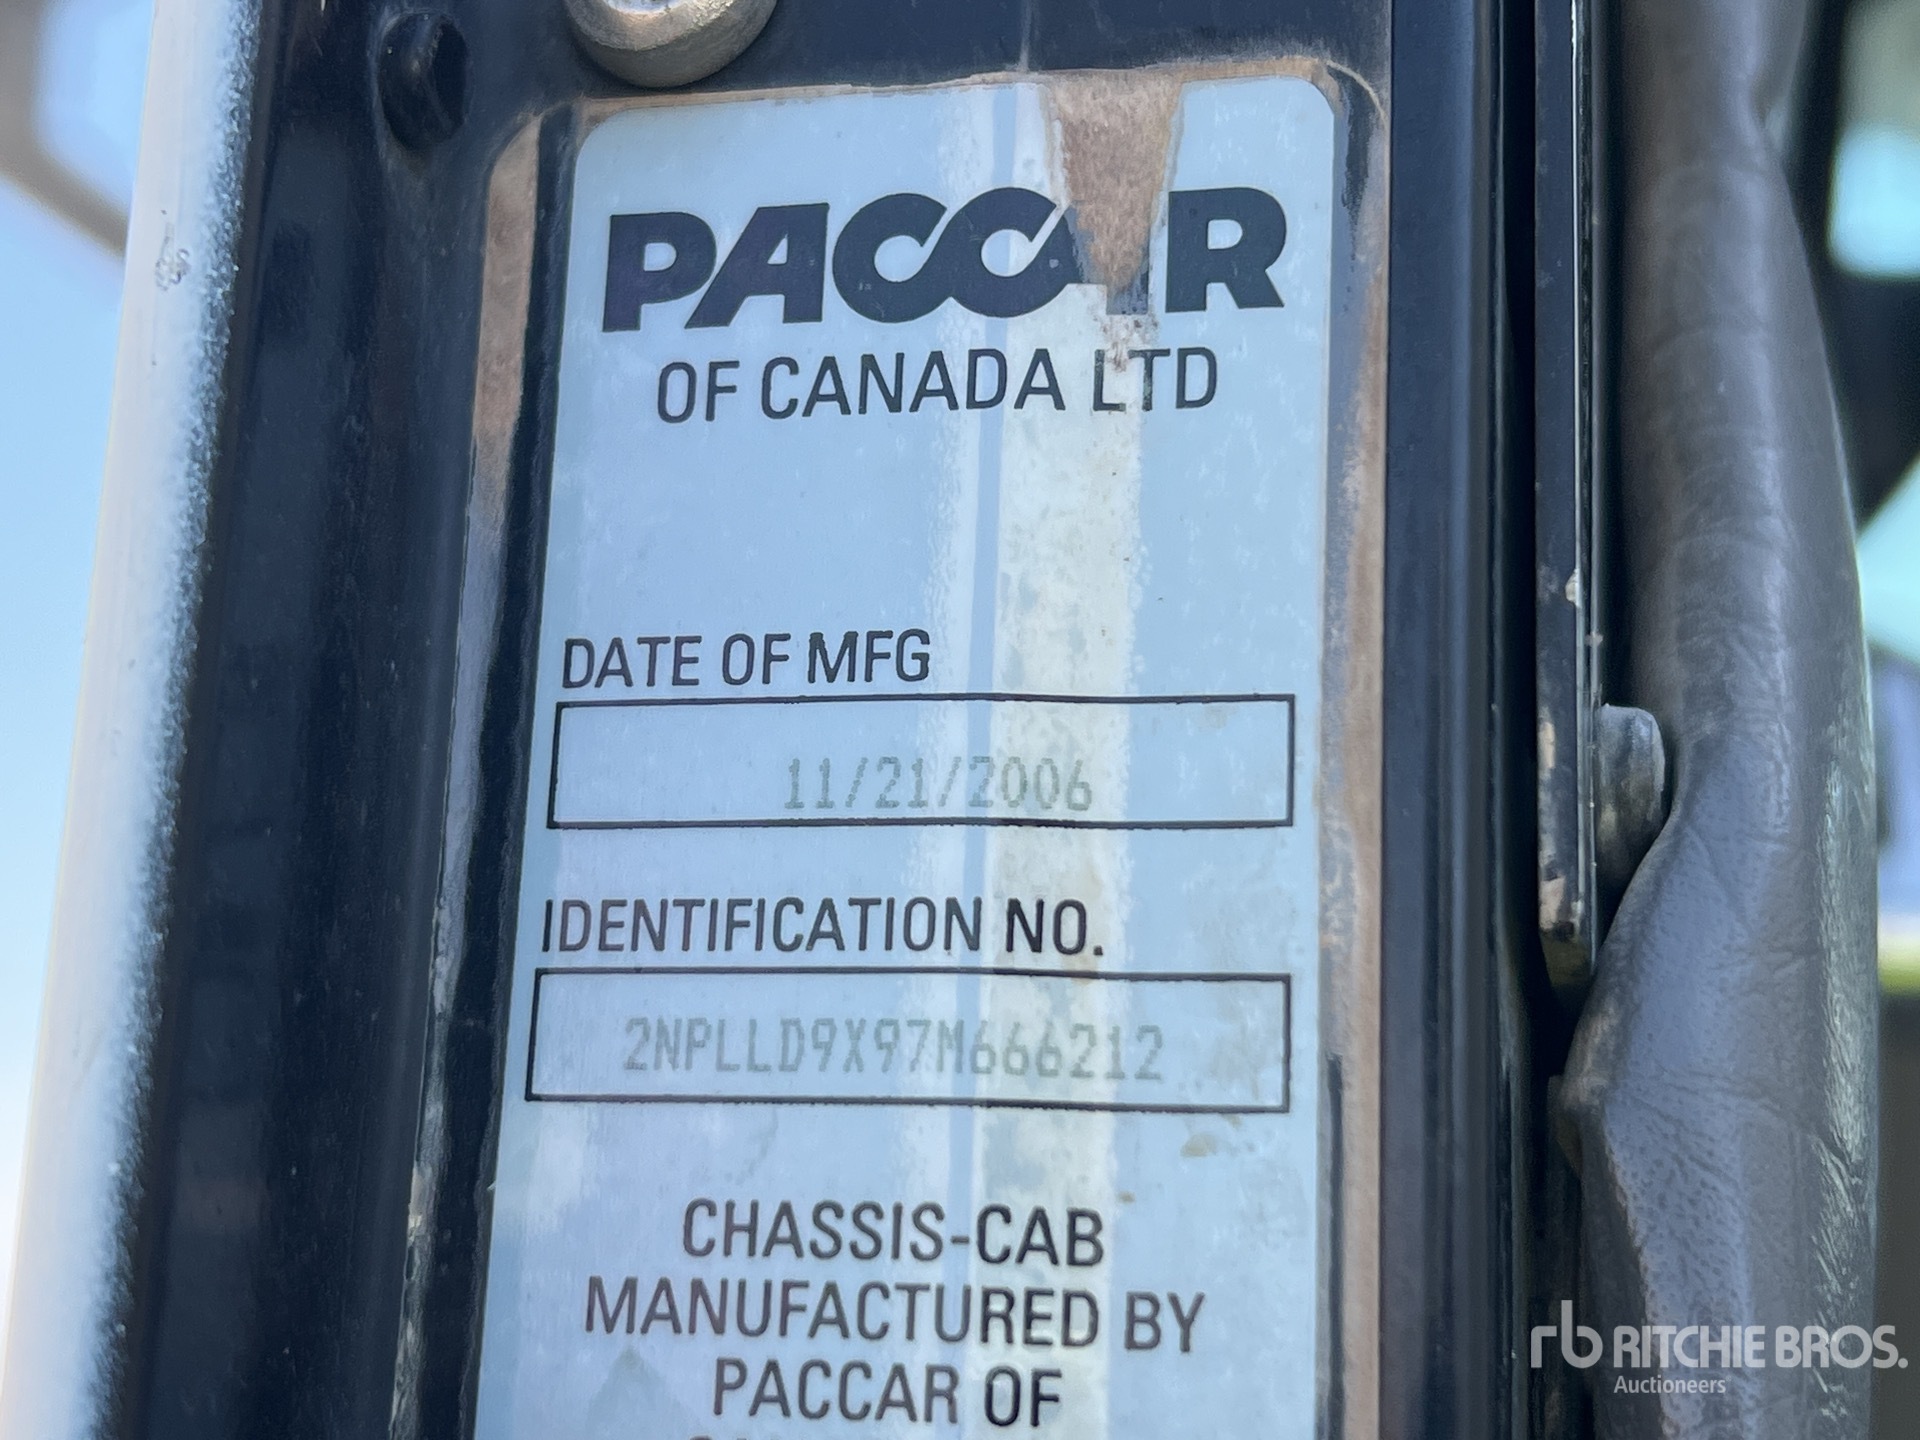 PACCAR
OF CANADA LTD
DATE OF MFG
11/21/2006
IDENTIFICATION NO.
2NPLLD9X97M666212
CHASSIS-CAB
MANUFACTURED BY
PACCAR OF
rb RITCHIE BROS.
Auctioneers